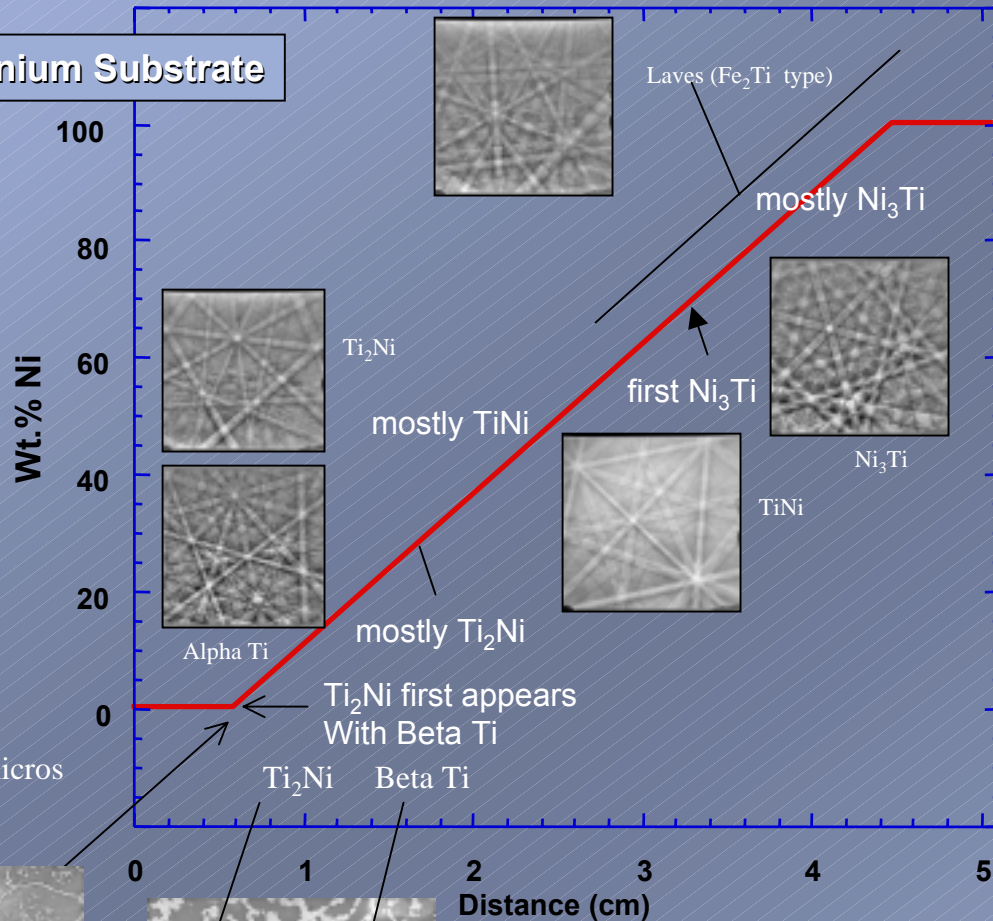 nium Substrate
Laves (Fe₂Ti type)
mostly Ni₃Ti
Ti₂Ni
first Ni₃Ti
mostly TiNi
Ni₃Ti
TiNi
mostly Ti₂Ni
Alpha Ti
Ti₂Ni first appears
With Beta Ti
icros
Ti₂Ni
Beta Ti
Wt.% Ni
100
80
60
40
20
0
0 1 2 3 4 5
Distance (cm)